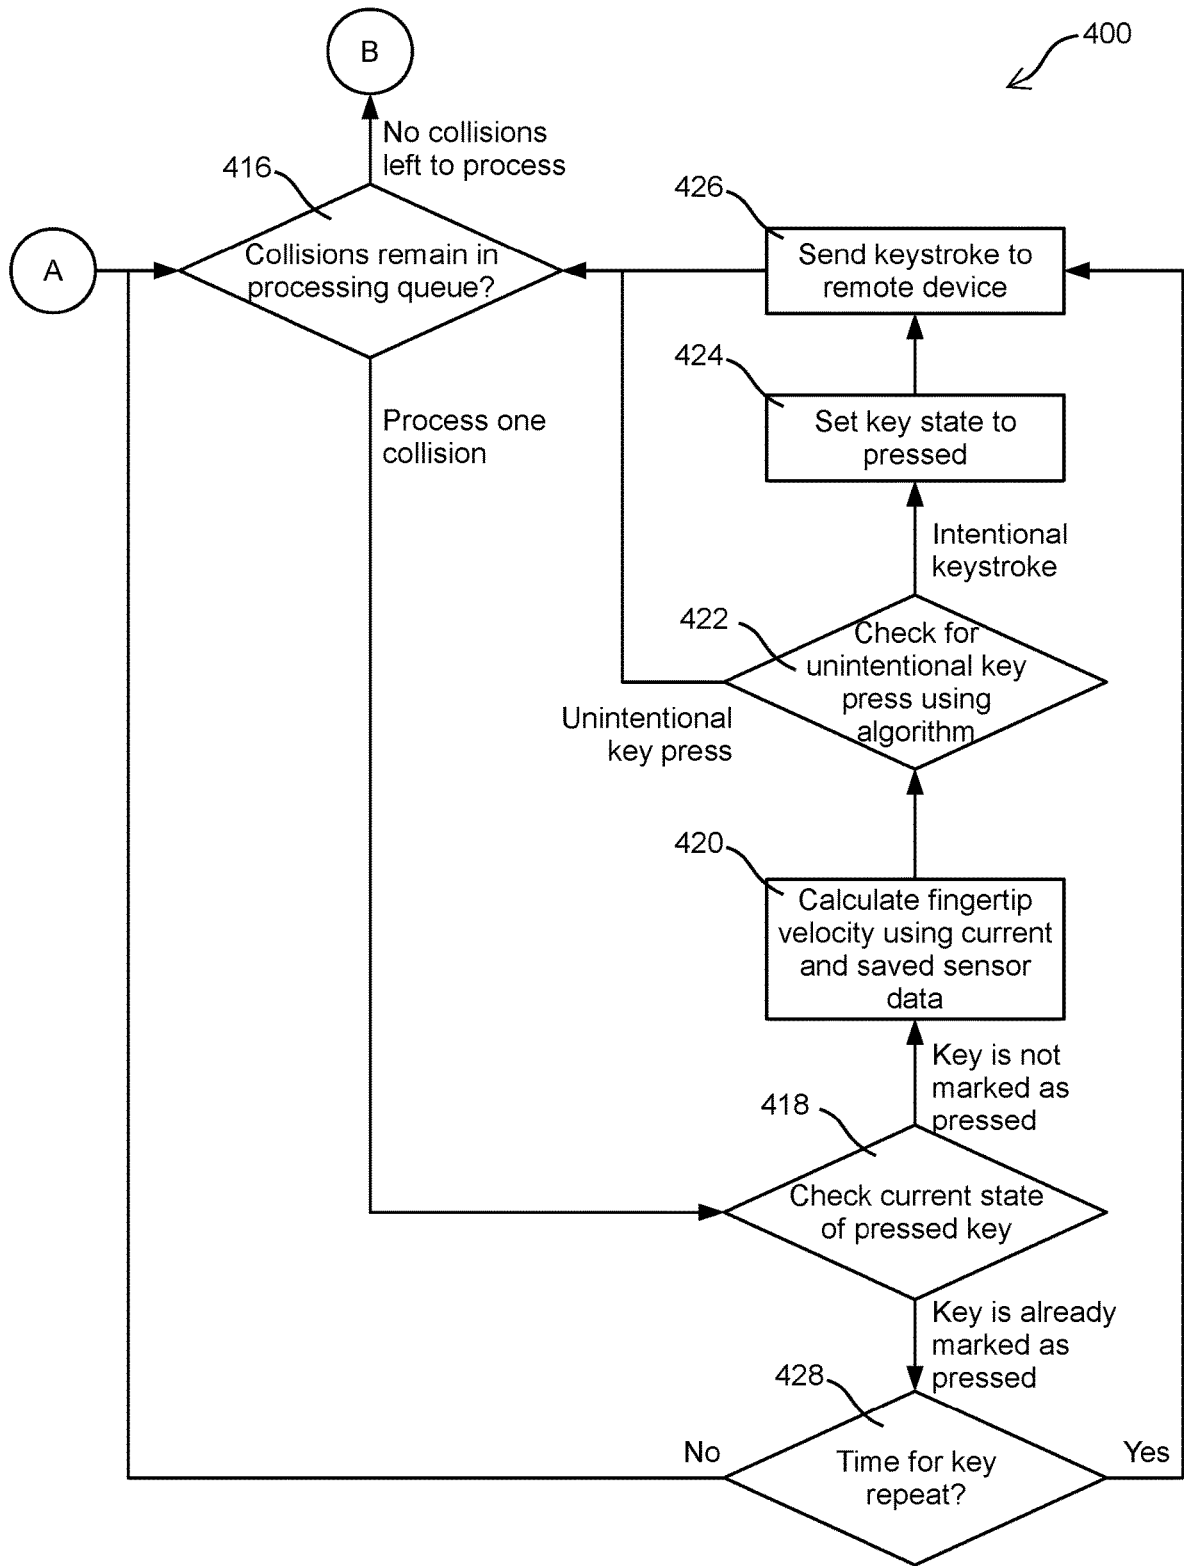 B
400
No collisions
left to process
416
426
A
Collisions remain in
processing queue?
Send keystroke to
remote device
424
Process one
collision
Set key state to
pressed
Intentional
keystroke
422
Check for
unintentional key
press using
algorithm
Unintentional
key press
420
Calculate fingertip
velocity using current
and saved sensor
data
Key is not
marked as
pressed
418
Check current state
of pressed key
Key is already
marked as
pressed
428
No
Yes
Time for key
repeat?